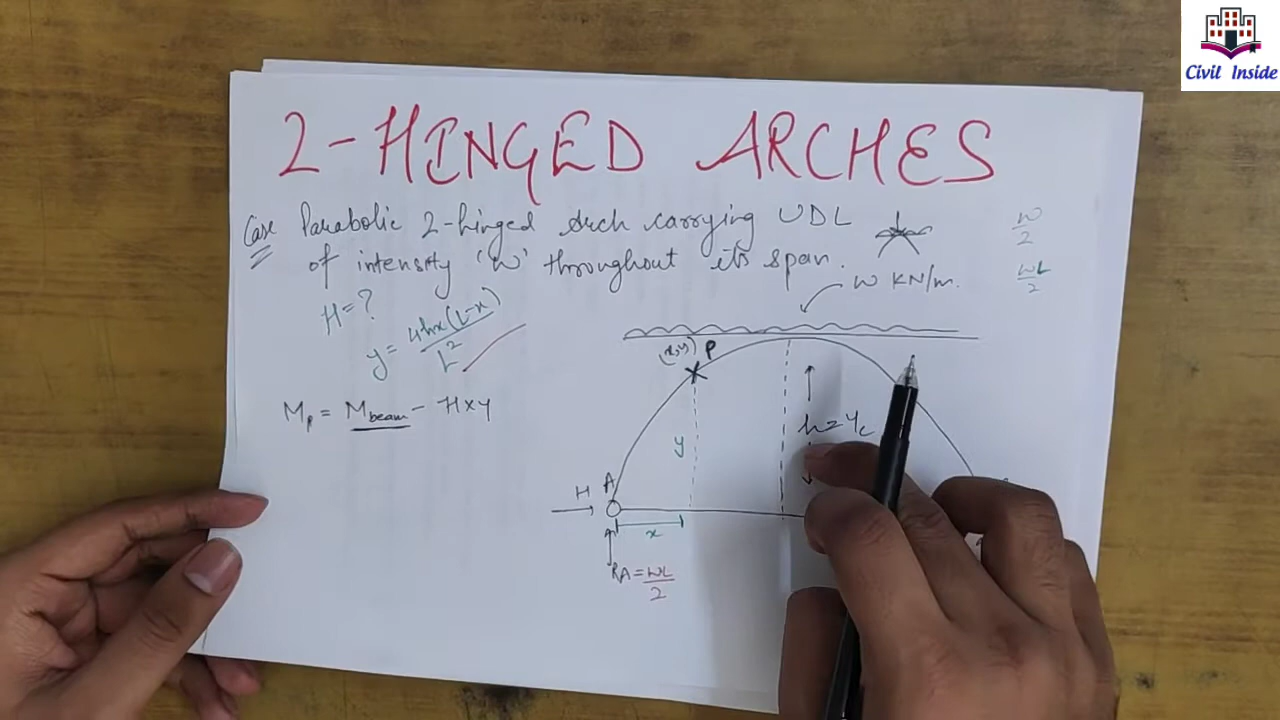 Civil Inside
2-HINGED ARCHES
Case Parabolic 2-hinged Arch carrying UDL
of intensity 'W' throughout its span.
H=?
y= 4hx(L-x)
L²
Mp = Mbeam - H×y
W
2
WL
2
W KN/m.
(x,y) P
h=yc
y
A
H
x
RA=WL
2